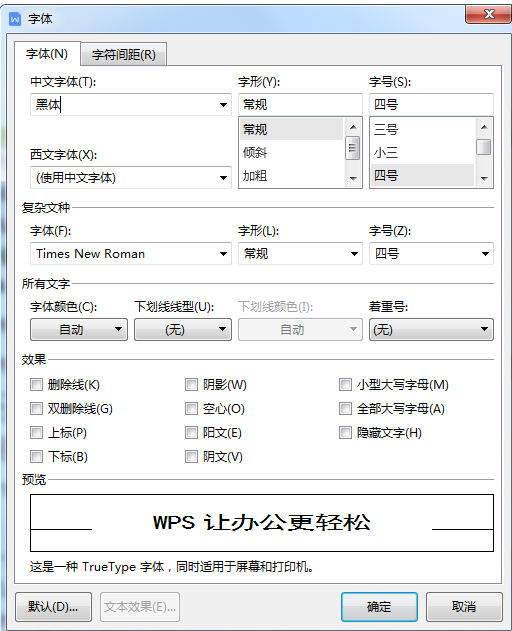 字体
字体(N) 字符间距(R)
中文字体(T): 字形(Y): 字号(S):
黑体 常规 四号
常规 三号
倾斜 小三
加粗 四号
西文字体(X):
(使用中文字体)
复杂文种
字体(F): 字形(L): 字号(Z):
Times New Roman 常规 四号
所有文字
字体颜色(C): 下划线线型(U): 下划线颜色(I): 着重号:
自动 (无) 自动 (无)
效果
删除线(K) 阴影(W) 小型大写字母(M)
双删除线(G) 空心(O) 全部大写字母(A)
上标(P) 阳文(E) 隐藏文字(H)
下标(B) 阴文(V)
预览
WPS 让办公更轻松
这是一种 TrueType 字体，同时适用于屏幕和打印机。
默认(D)... 文本效果(E)... 确定 取消